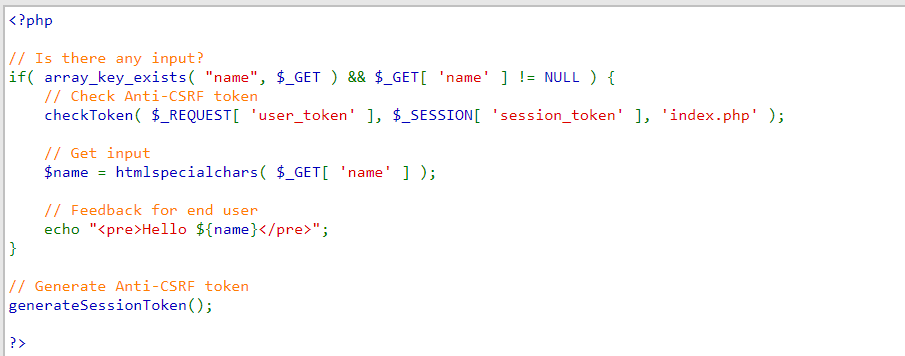 <?php
// Is there any input?
if( array_key_exists( "name", $_GET ) && $_GET[ 'name' ] != NULL ) {
// Check Anti-CSRF token
checkToken( $_REQUEST[ 'user_token' ], $_SESSION[ 'session_token' ], 'index.php' );
// Get input
$name = htmlspecialchars( $_GET[ 'name' ] );
// Feedback for end user
echo "<pre>Hello ${name}</pre>";
}
// Generate Anti-CSRF token
generateSessionToken();
?>